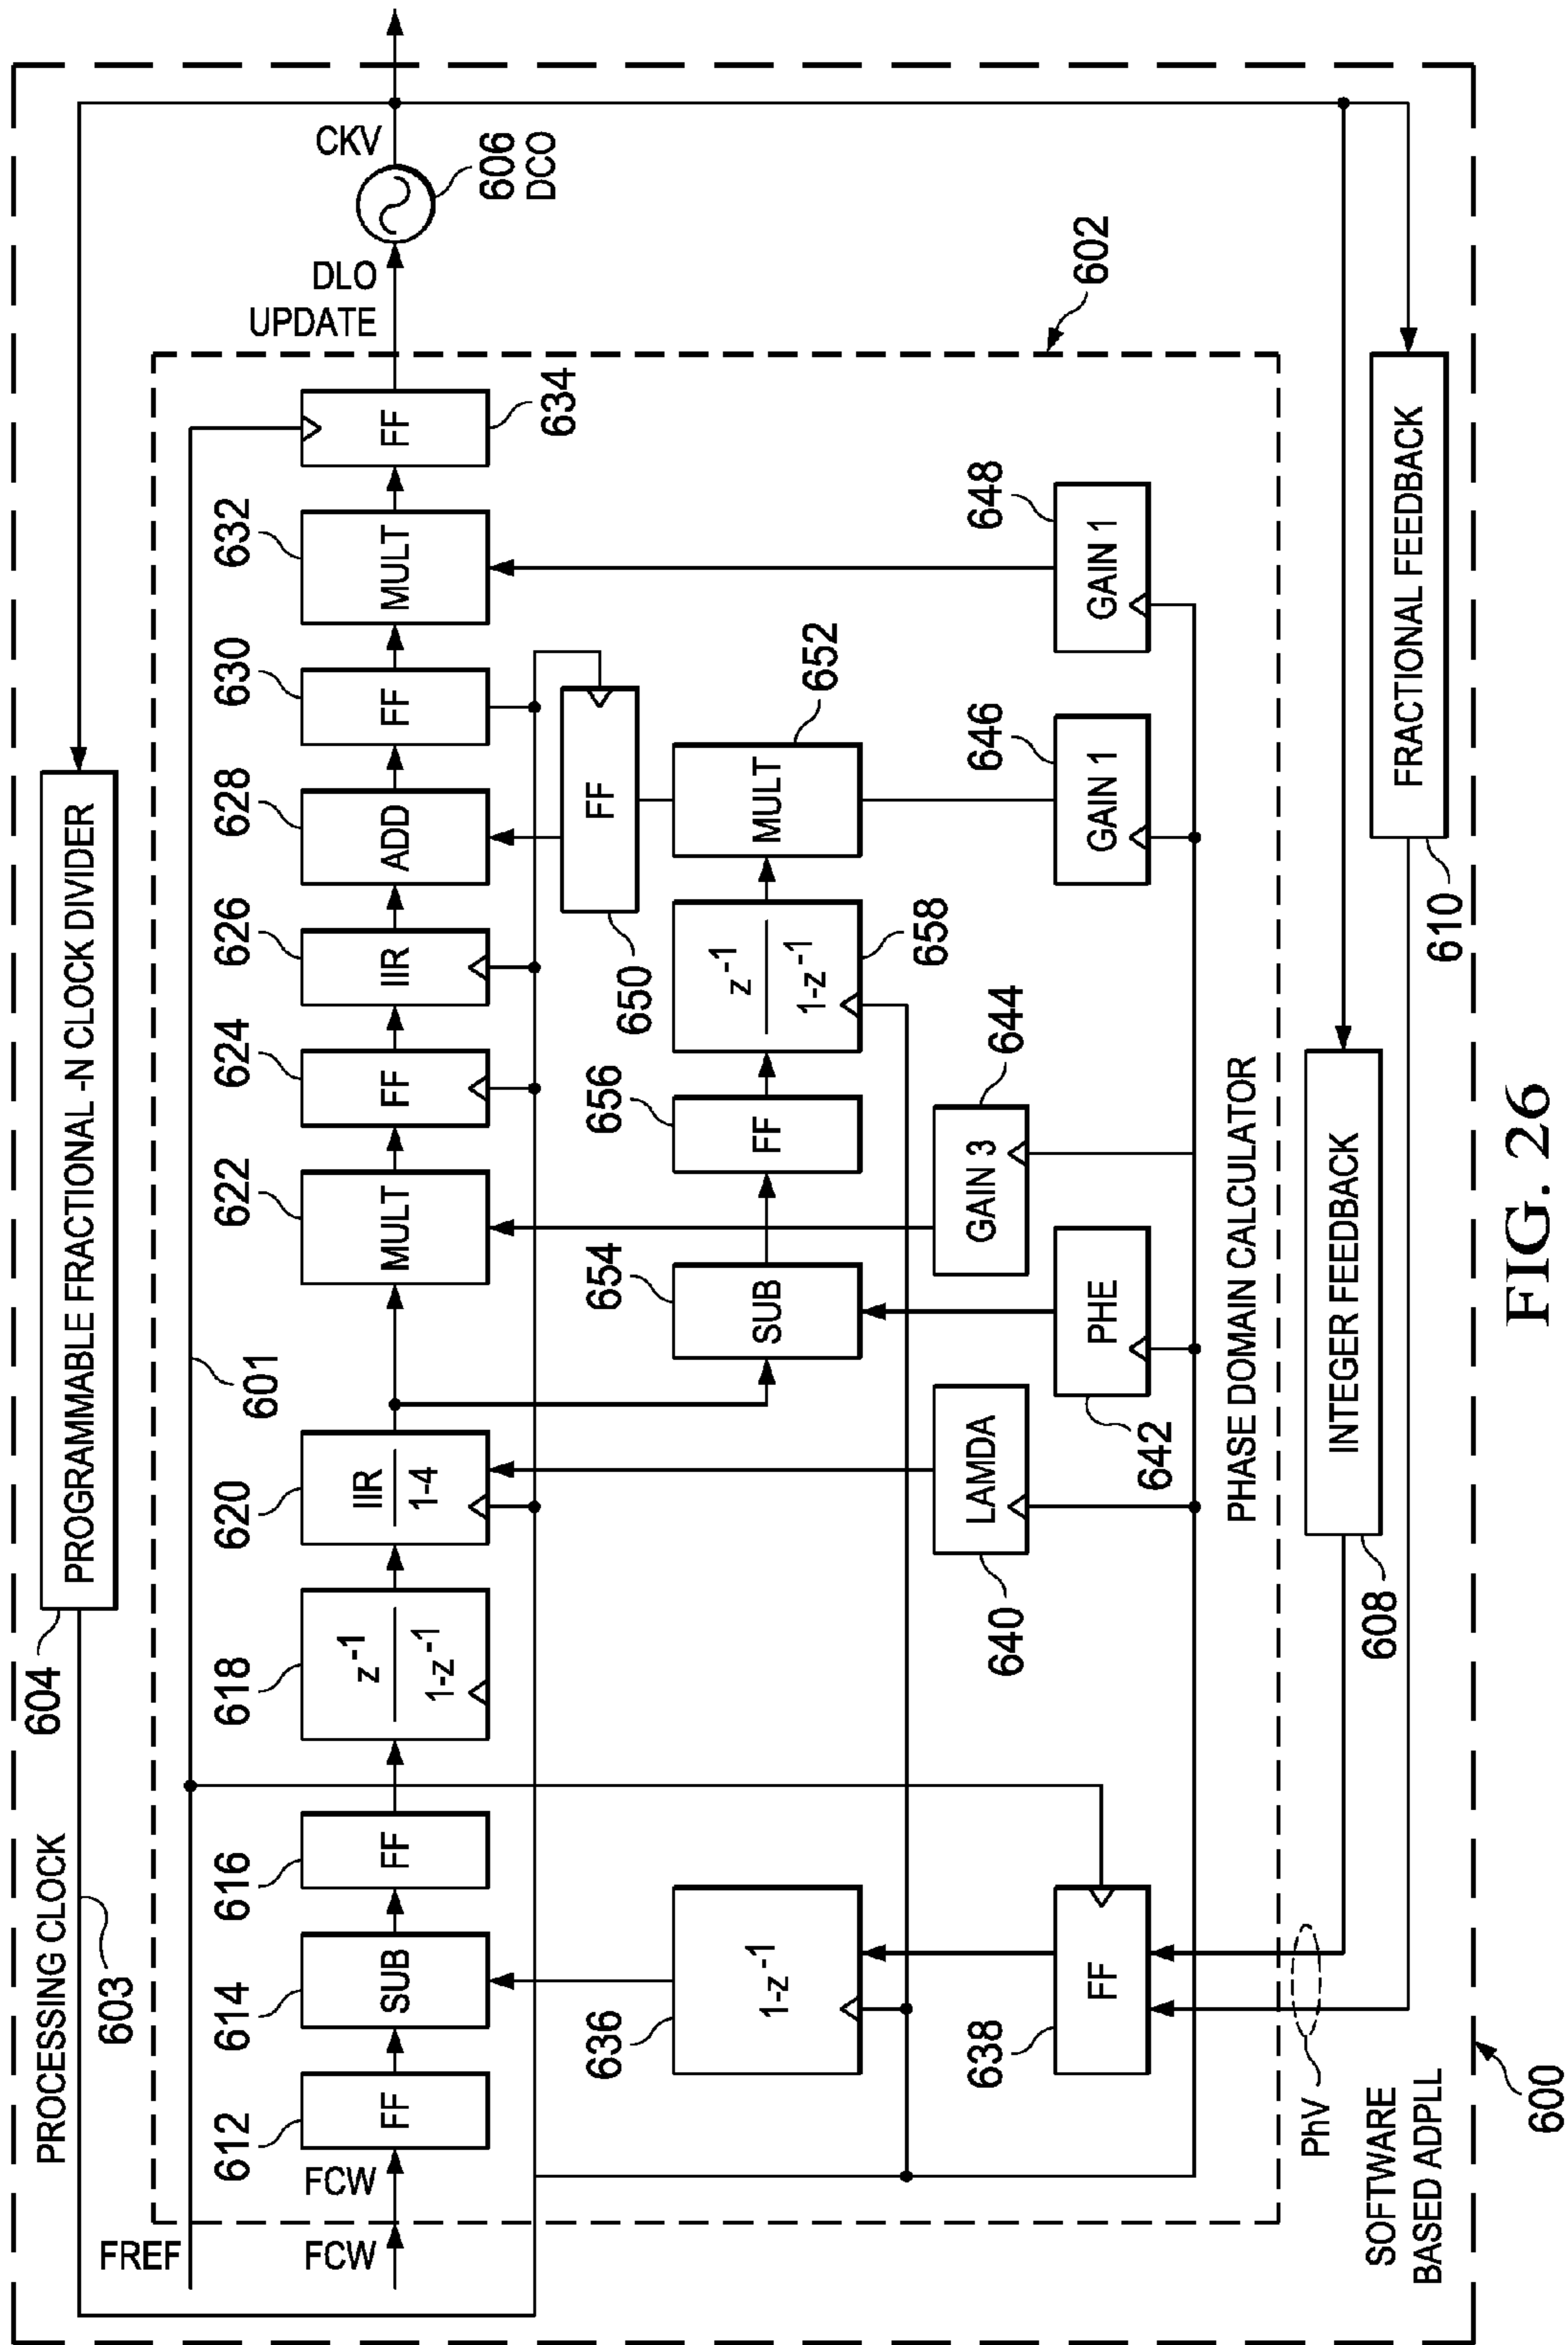 PROCESSING CLOCK
603
604
PROGRAMMABLE FRACTIONAL -N CLOCK DIVIDER
FREF
601
FCW
FCW
612
FF
614
SUB
616
FF
618
z-1
1-z-1
620
IIR
1-4
622
MULT
624
FF
626
IIR
628
ADD
630
FF
632
MULT
FF
634
DLO
UPDATE
CKV
606
DCO
636
1-z-1
638
FF
654
SUB
656
FF
z-1
1-z-1
658
FF
650
MULT
652
LAMDA
640
PHE
642
GAIN 3
644
GAIN 1
646
GAIN 1
648
602
PHASE DOMAIN CALCULATOR
PhV
INTEGER FEEDBACK
608
FRACTIONAL FEEDBACK
610
SOFTWARE
BASED ADPLL
600
FIG. 26